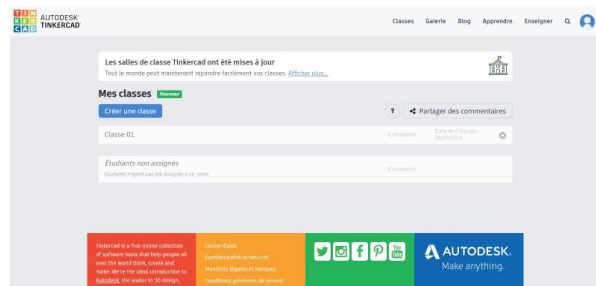 TIN
KER
CAD
AUTODESK
TINKERCAD
Classes Galerie Blog Apprendre Enseigner
Les salles de classe Tinkercad ont été mises à jour
Tout le monde peut maintenant rejoindre facilement vos classes. Afficher plus...
Mes classes Nouveau!
Créer une classe
? Partager des commentaires
Classe 01
Date de création
Étudiants non assignés
Étudiants n'ayant pas été assignés à un cours
Tinkercad is a free online collection
of software tools that help people all
over the world think, create and
make. We're the ideal introduction to
Autodesk, the leader in 3D design,
Centre d'aide
Confidentialité et sécurité
Mentions légales et marques
Conditions générales de service
You
Tube
AUTODESK.
Make anything.